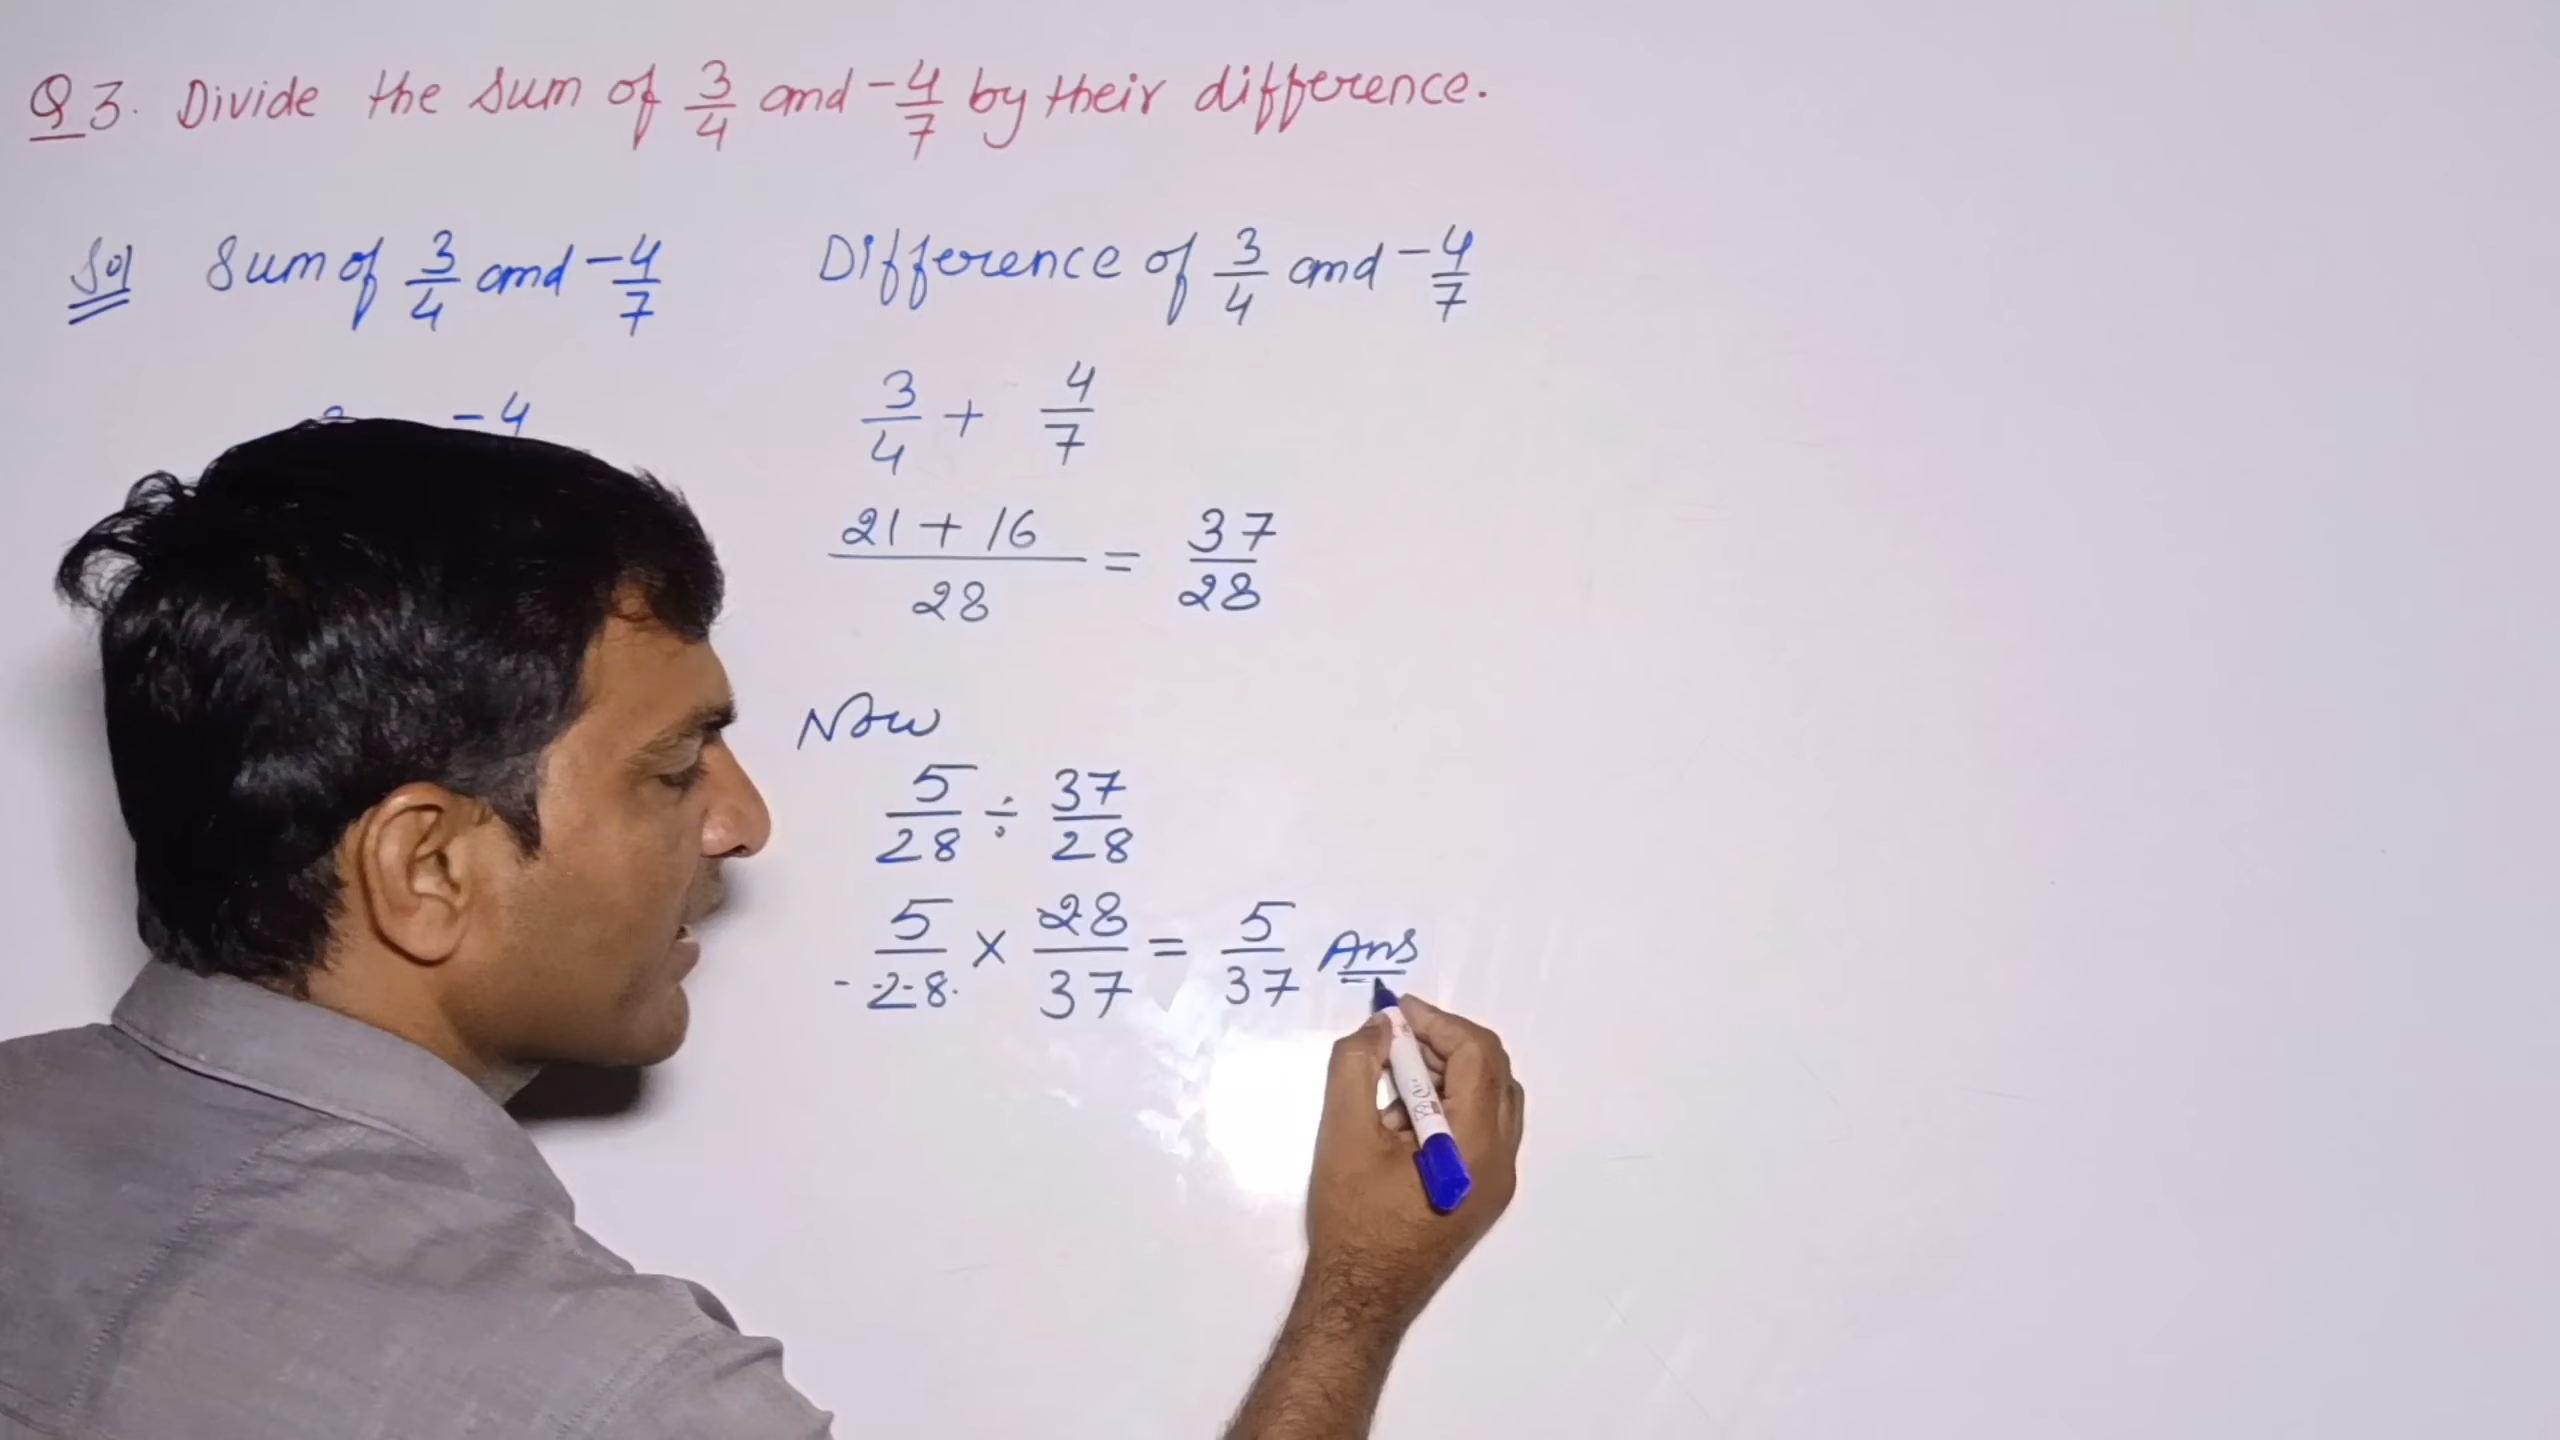 Q3. Divide the sum of 3/4 and -4/7 by their difference.
Sol Sum of 3/4 and -4/7
-4
Difference of 3/4 and -4/7
3/4 + 4/7
21 + 16 / 28 = 37/28
Now
5/28 ÷ 37/28
5/28 × 28/37 = 5/37 Ans